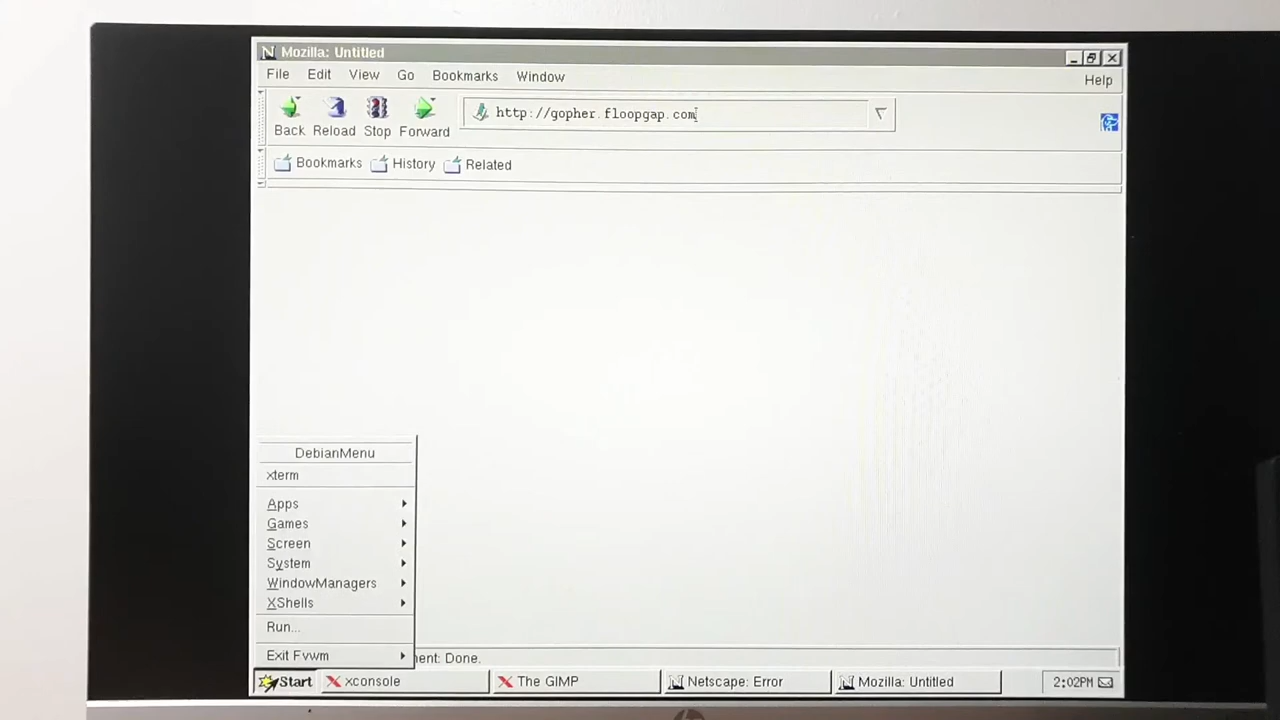 Mozilla: Untitled
File Edit View Go Bookmarks Window Help
http://gopher.floopgap.com
Back Reload Stop Forward
Bookmarks History Related
DebianMenu
xterm
Apps
Games
Screen
System
WindowManagers
XShells
Run...
Exit Fvwm
ent: Done.
Start xconsole The GIMP Netscape: Error Mozilla: Untitled 2:02PM